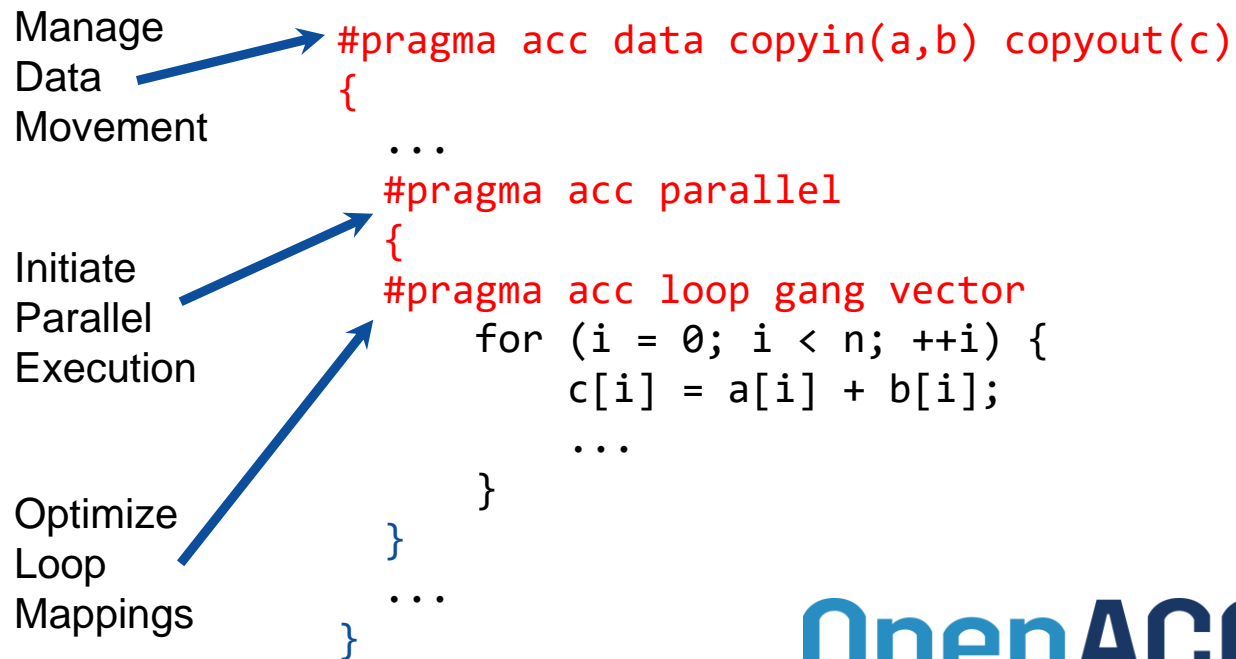 Manage
Data
Movement
#pragma acc data copyin(a,b) copyout(c)
{
...
#pragma acc parallel
{
Initiate
Parallel
Execution
#pragma acc loop gang vector
for (i = 0; i < n; ++i) {
c[i] = a[i] + b[i];
...
}
Optimize
Loop
Mappings
}
...
}
OpenACC